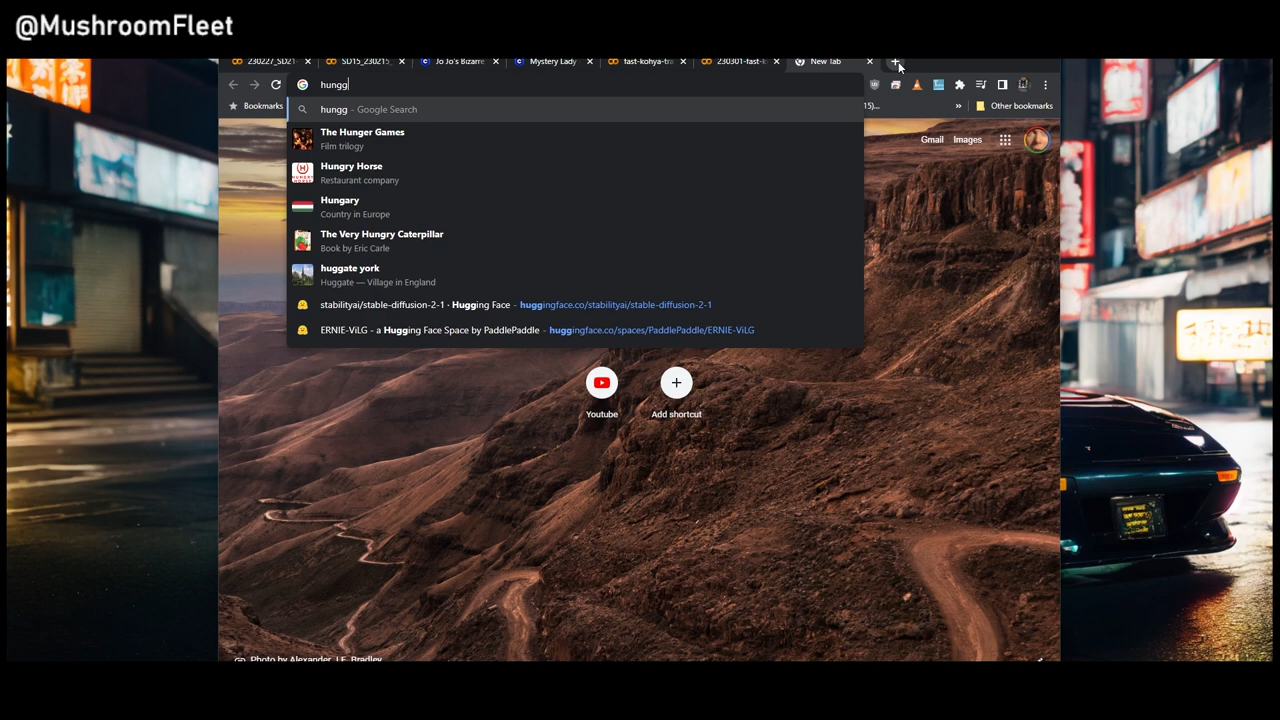 @MushroomFleet
230227_SD21-
SD15_230215_
Jo Jo's Bizarre
Mystery Lady
fast-kohya-tra
230301-fast-k
New Tab
hungg
Bookmarks
15)...
»
Other bookmarks
hungg - Google Search
The Hunger Games
Film trilogy
Hungry Horse
Restaurant company
Hungary
Country in Europe
The Very Hungry Caterpillar
Book by Eric Carle
huggate york
Huggate — Village in England
stabilityai/stable-diffusion-2-1 · Hugging Face - huggingface.co/stabilityai/stable-diffusion-2-1
ERNIE-ViLG - a Hugging Face Space by PaddlePaddle - huggingface.co/spaces/PaddlePaddle/ERNIE-ViLG
Gmail
Images
Youtube
Add shortcut
Photo by Alexander, J.E. Bradley